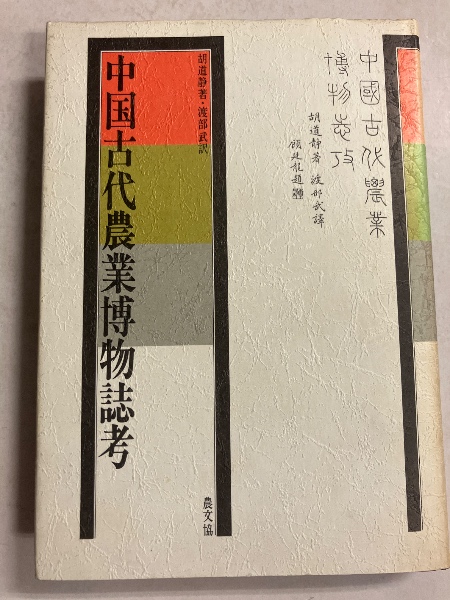 中國古代農業
博物志攷
胡道静著 渡部武譯
顧廷龍題
胡道静著・渡部武訳
中国古代農業博物誌考
農文協